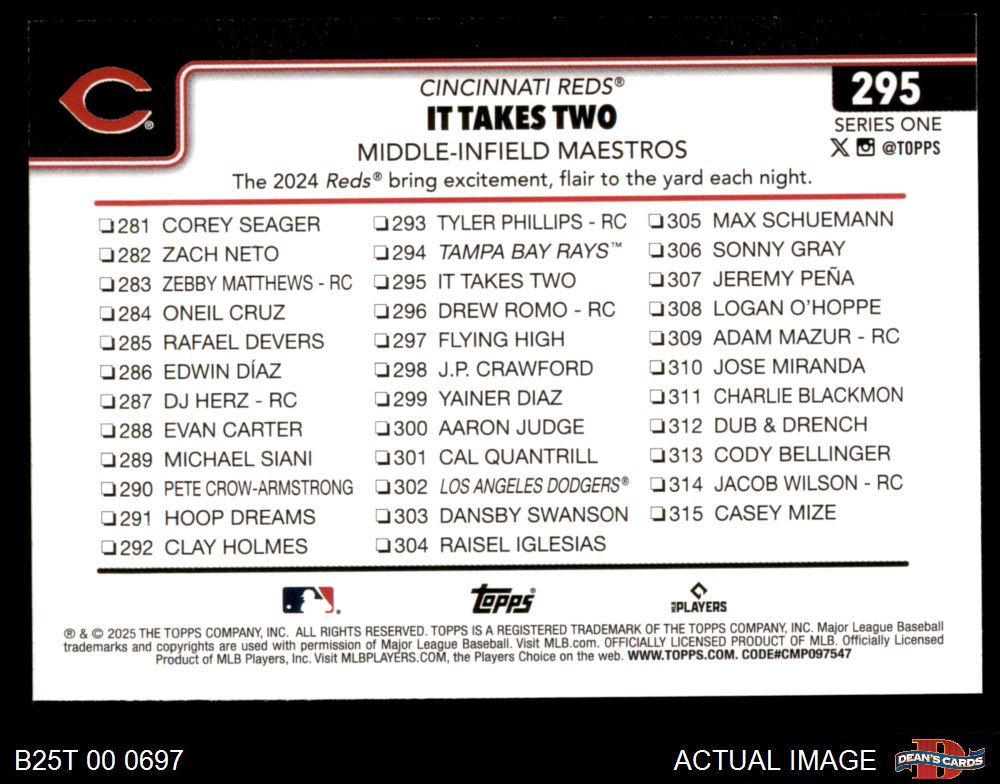 CINCINNATI REDS®
IT TAKES TWO
MIDDLE-INFIELD MAESTROS
295
SERIES ONE
@TOPPS
The 2024 Reds® bring excitement, flair to the yard each night.
❏281 COREY SEAGER
❏282 ZACH NETO
❏283 ZEBBY MATTHEWS - RC
❏284 ONEIL CRUZ
❏285 RAFAEL DEVERS
❏286 EDWIN DÍAZ
❏287 DJ HERZ - RC
❏288 EVAN CARTER
❏289 MICHAEL SIANI
❏290 PETE CROW-ARMSTRONG
❏291 HOOP DREAMS
❏292 CLAY HOLMES
❏293 TYLER PHILLIPS - RC
❏294 TAMPA BAY RAYS™
❏295 IT TAKES TWO
❏296 DREW ROMO - RC
❏297 FLYING HIGH
❏298 J.P. CRAWFORD
❏299 YAINER DIAZ
❏300 AARON JUDGE
❏301 CAL QUANTRILL
❏302 LOS ANGELES DODGERS®
❏303 DANSBY SWANSON
❏304 RAISEL IGLESIAS
❏305 MAX SCHUEMANN
❏306 SONNY GRAY
❏307 JEREMY PEÑA
❏308 LOGAN O'HOPPE
❏309 ADAM MAZUR - RC
❏310 JOSE MIRANDA
❏311 CHARLIE BLACKMON
❏312 DUB & DRENCH
❏313 CODY BELLINGER
❏314 JACOB WILSON - RC
❏315 CASEY MIZE
Topps®
MLB PLAYERS
® & © 2025 THE TOPPS COMPANY, INC. ALL RIGHTS RESERVED. TOPPS IS A REGISTERED TRADEMARK OF THE TOPPS COMPANY, INC. Major League Baseball
trademarks and copyrights are used with permission of Major League Baseball. Visit MLB.com. OFFICIALLY LICENSED PRODUCT OF MLB. Officially Licensed
Product of MLB Players, Inc. Visit MLBPLAYERS.COM, the Players Choice on the web. WWW.TOPPS.COM. CODE#CMP097547
B25T 00 0697
ACTUAL IMAGE
DEAN'S CARDS